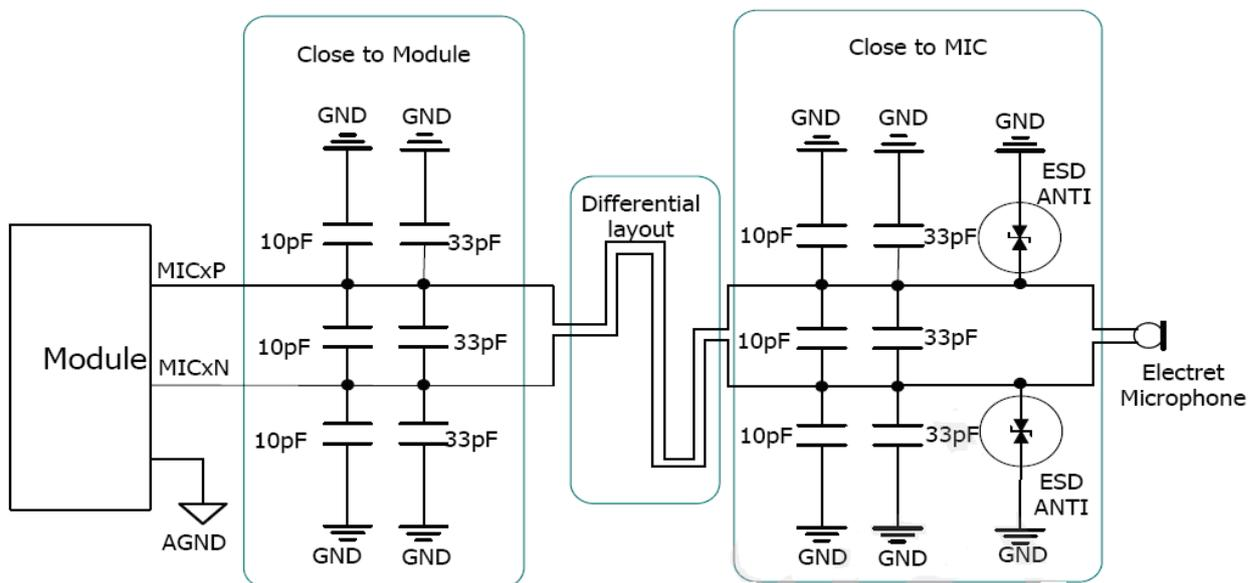 Close to Module
Close to MIC
GND
GND
GND
GND
GND
ESD
ANTI
Differential
layout
10pF
33pF
10pF
33pF
MICxP
10pF
33pF
10pF
33pF
Module
MICxN
Electret
Microphone
10pF
33pF
10pF
33pF
ESD
ANTI
AGND
GND
GND
GND
GND
GND